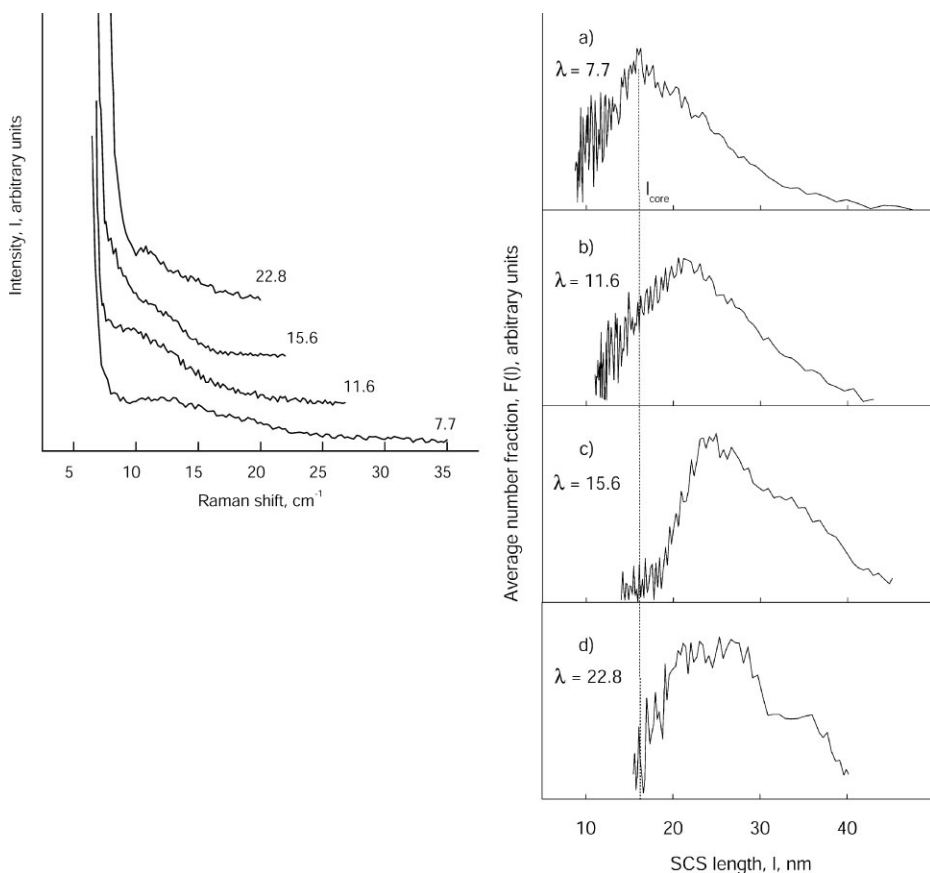 Intensity, I, arbitrary units
22.8
15.6
11.6
7.7
5 10 15 20 25 30 35
Raman shift, cm⁻¹
Average number fraction, F(l), arbitrary units
a)
λ = 7.7
l core
b)
λ = 11.6
c)
λ = 15.6
d)
λ = 22.8
10 20 30 40
SCS length, l, nm